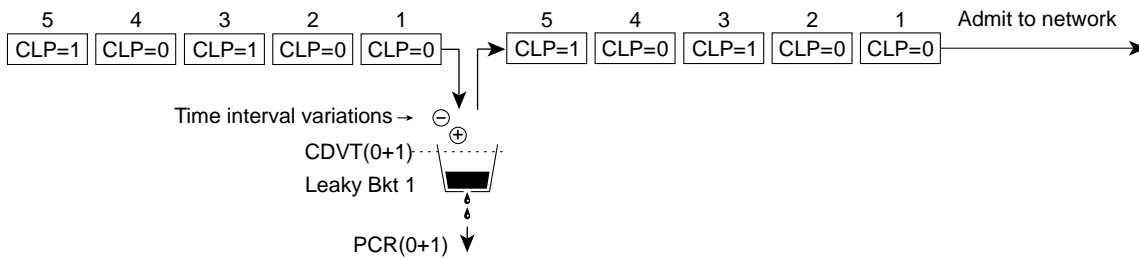 5 4 3 2 1 5 4 3 2 1 Admit to network
CLP=1 CLP=0 CLP=1 CLP=0 CLP=0 CLP=1 CLP=0 CLP=1 CLP=0 CLP=0
Time interval variations → −
+
CDVT(0+1)
Leaky Bkt 1
PCR(0+1)